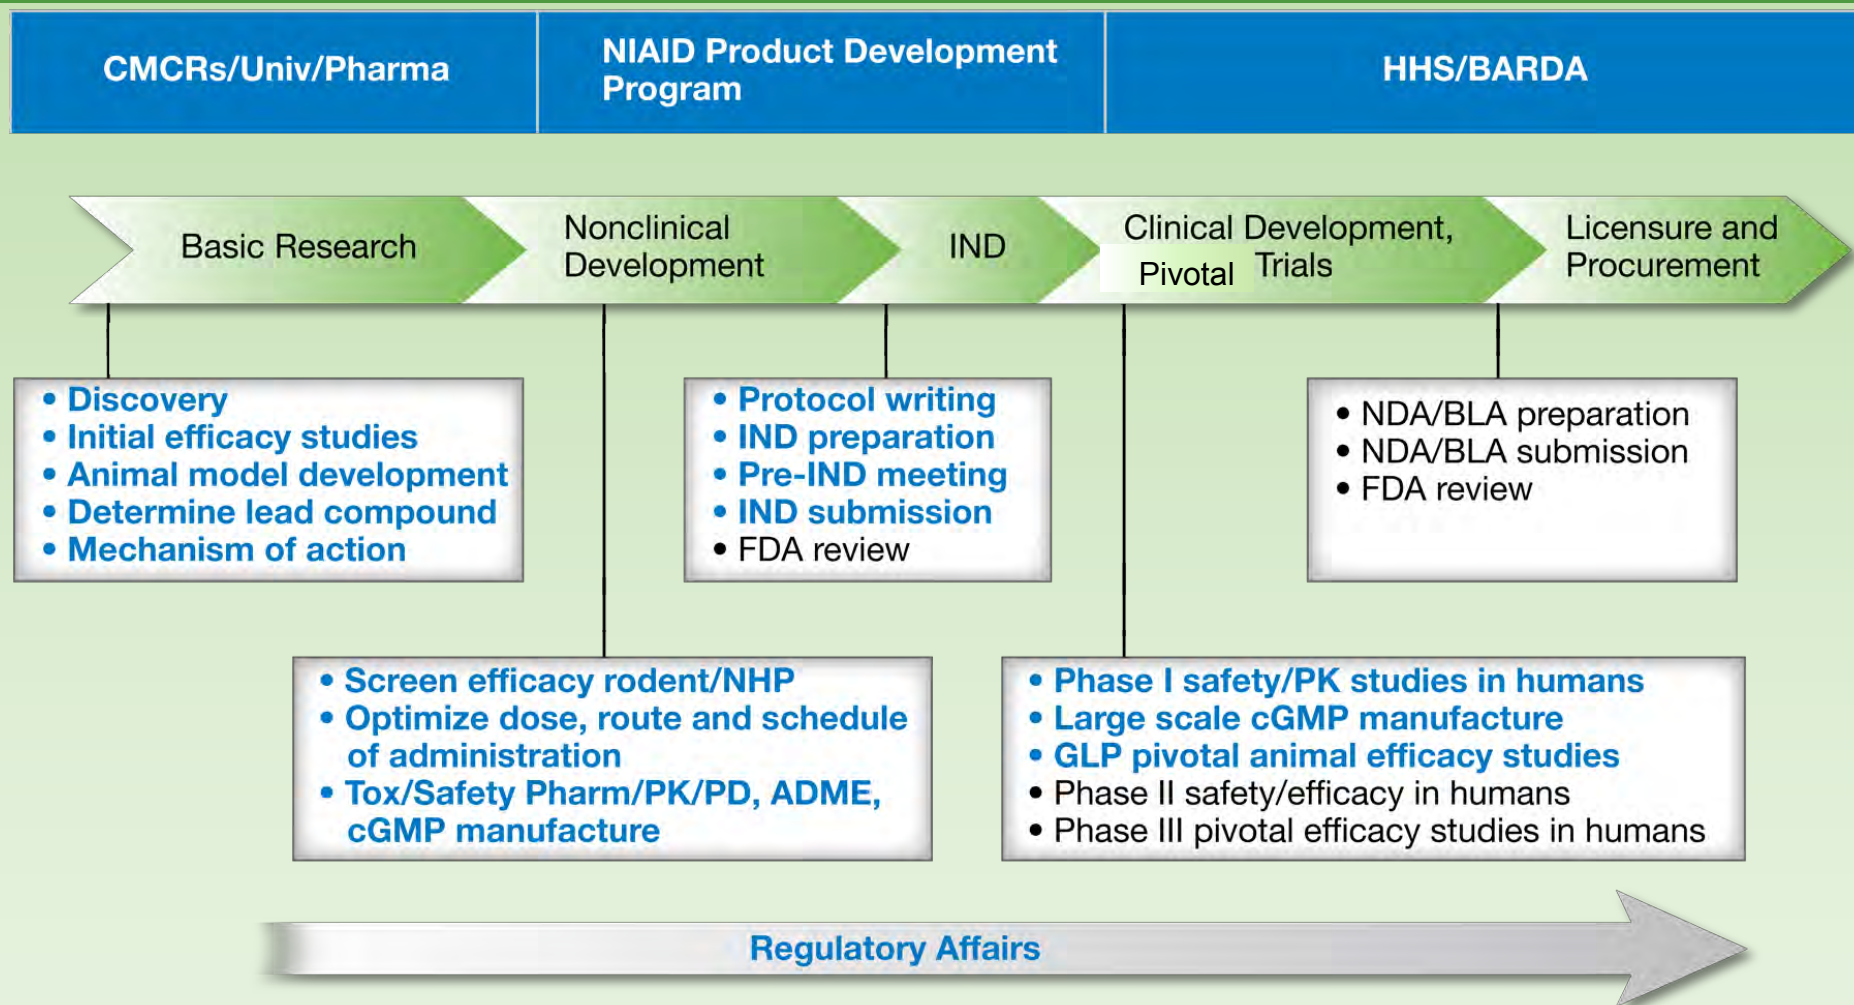 CMCRs/Univ/Pharma
NIAID Product Development
Program
HHS/BARDA
Basic Research
Nonclinical
Development
IND
Clinical Development,
Pivotal Trials
Licensure and
Procurement
• Discovery
• Initial efficacy studies
• Animal model development
• Determine lead compound
• Mechanism of action
• Protocol writing
• IND preparation
• Pre-IND meeting
• IND submission
• FDA review
• NDA/BLA preparation
• NDA/BLA submission
• FDA review
• Screen efficacy rodent/NHP
• Optimize dose, route and schedule
of administration
• Tox/Safety Pharm/PK/PD, ADME,
cGMP manufacture
• Phase I safety/PK studies in humans
• Large scale cGMP manufacture
• GLP pivotal animal efficacy studies
• Phase II safety/efficacy in humans
• Phase III pivotal efficacy studies in humans
Regulatory Affairs